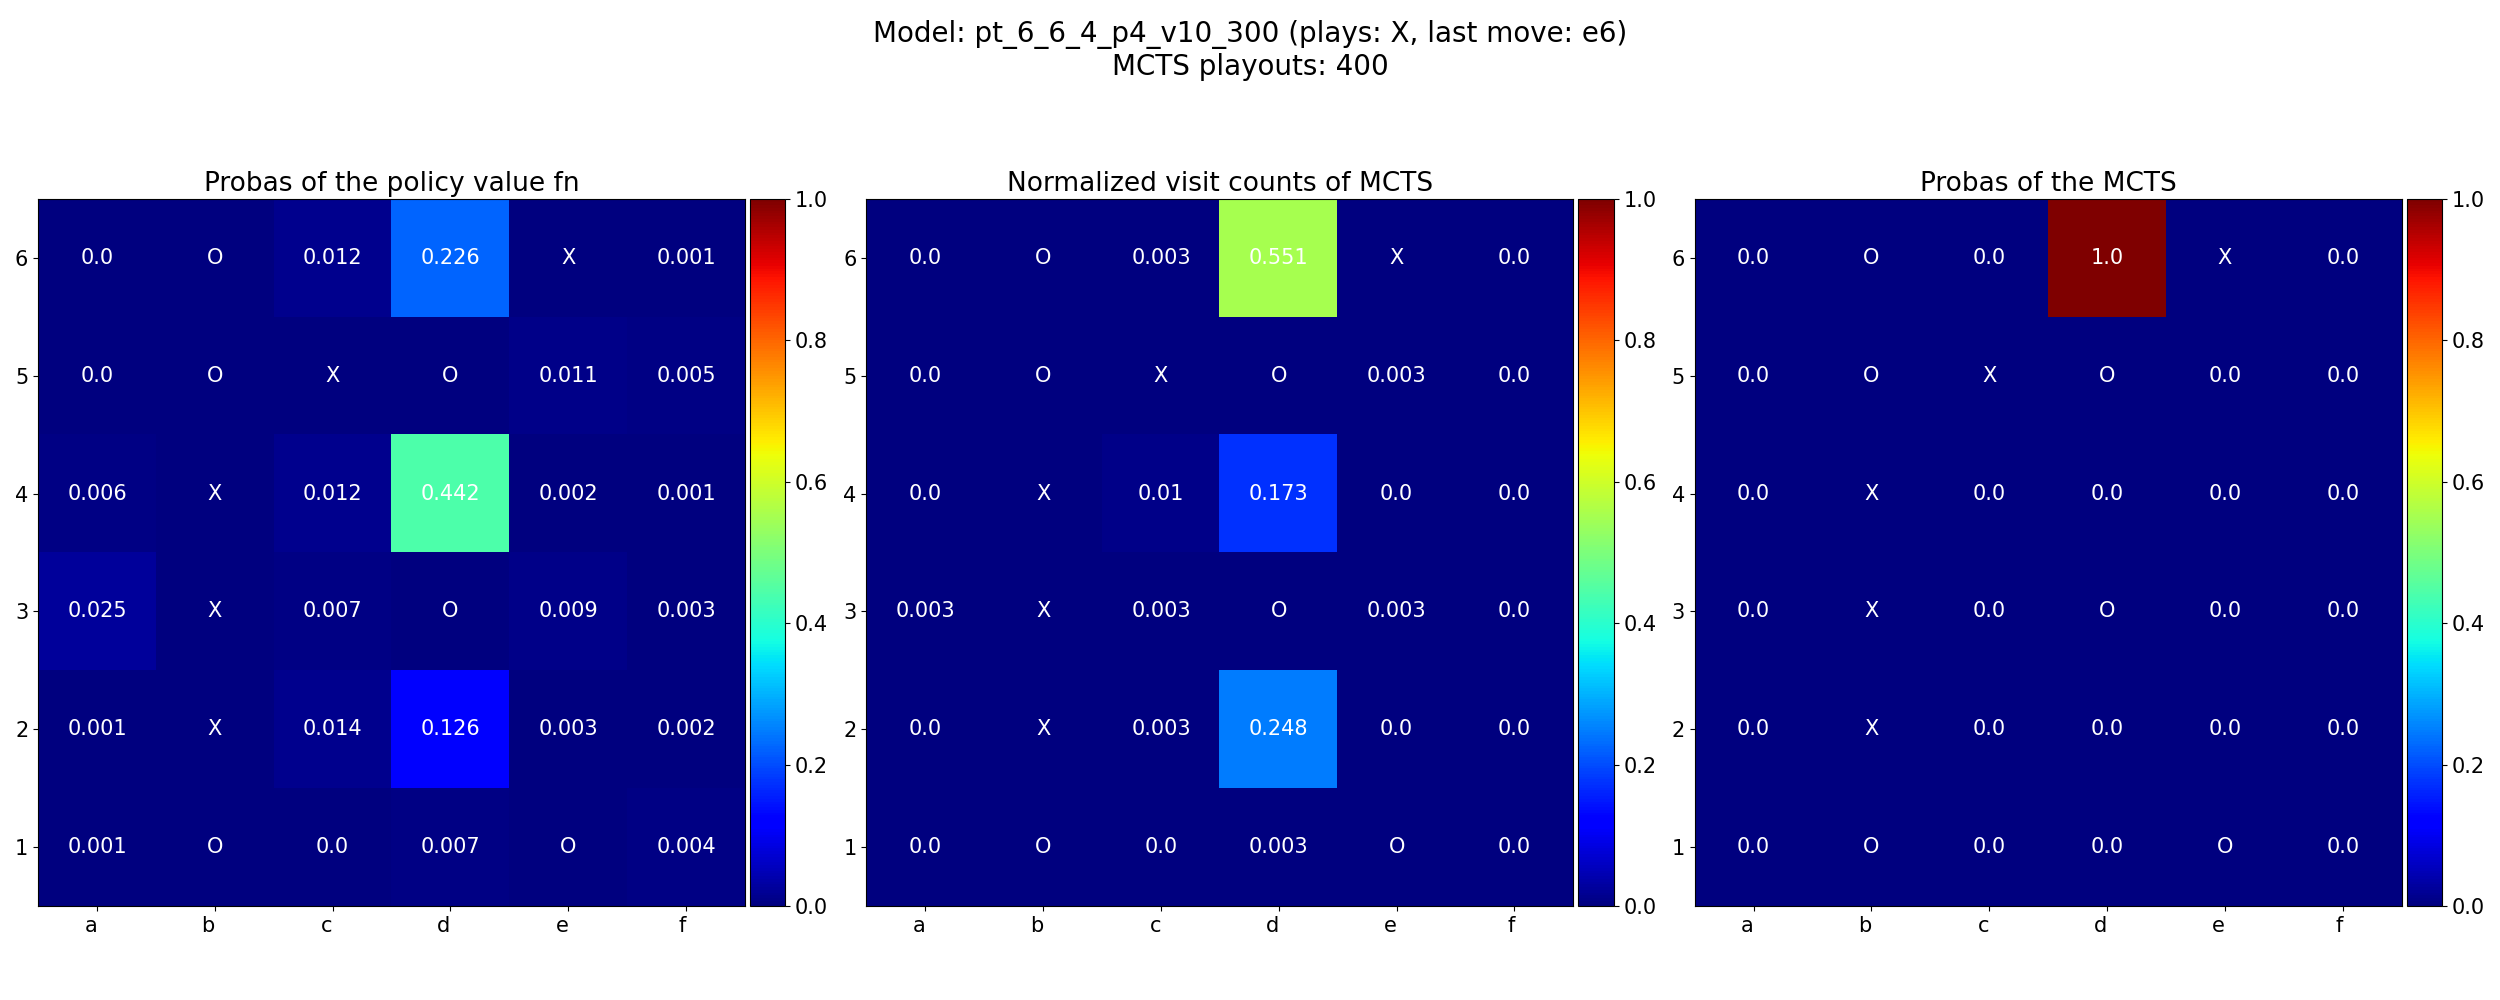 Model: pt_6_6_4_p4_v10_300 (plays: X, last move: e6)
MCTS playouts: 400
Probas of the policy value fn
6 0.0 O 0.012 0.226 X 0.001
5 0.0 O X O 0.011 0.005
4 0.006 X 0.012 0.442 0.002 0.001
3 0.025 X 0.007 O 0.009 0.003
2 0.001 X 0.014 0.126 0.003 0.002
1 0.001 O 0.0 0.007 O 0.004
a b c d e f
1.0
0.8
0.6
0.4
0.2
0.0
Normalized visit counts of MCTS
6 0.0 O 0.003 0.551 X 0.0
5 0.0 O X O 0.003 0.0
4 0.0 X 0.01 0.173 0.0 0.0
3 0.003 X 0.003 O 0.003 0.0
2 0.0 X 0.003 0.248 0.0 0.0
1 0.0 O 0.0 0.003 O 0.0
a b c d e f
1.0
0.8
0.6
0.4
0.2
0.0
Probas of the MCTS
6 0.0 O 0.0 1.0 X 0.0
5 0.0 O X O 0.0 0.0
4 0.0 X 0.0 0.0 0.0 0.0
3 0.0 X 0.0 O 0.0 0.0
2 0.0 X 0.0 0.0 0.0 0.0
1 0.0 O 0.0 0.0 O 0.0
a b c d e f
1.0
0.8
0.6
0.4
0.2
0.0